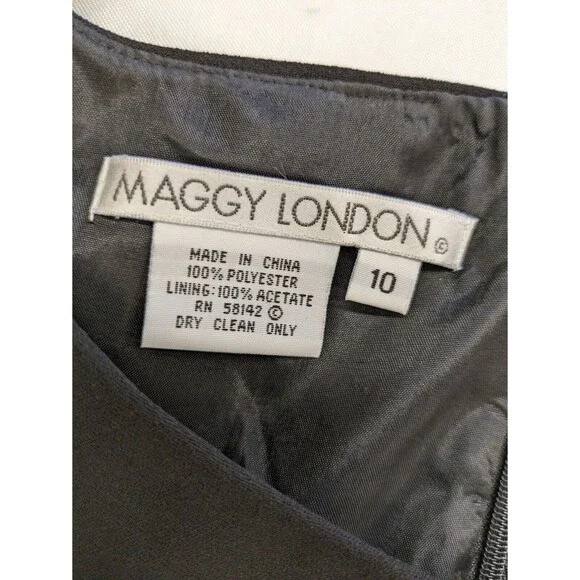 MAGGY LONDON ©
MADE IN CHINA
100% POLYESTER
LINING:100% ACETATE
RN 58142 ©
DRY CLEAN ONLY
10